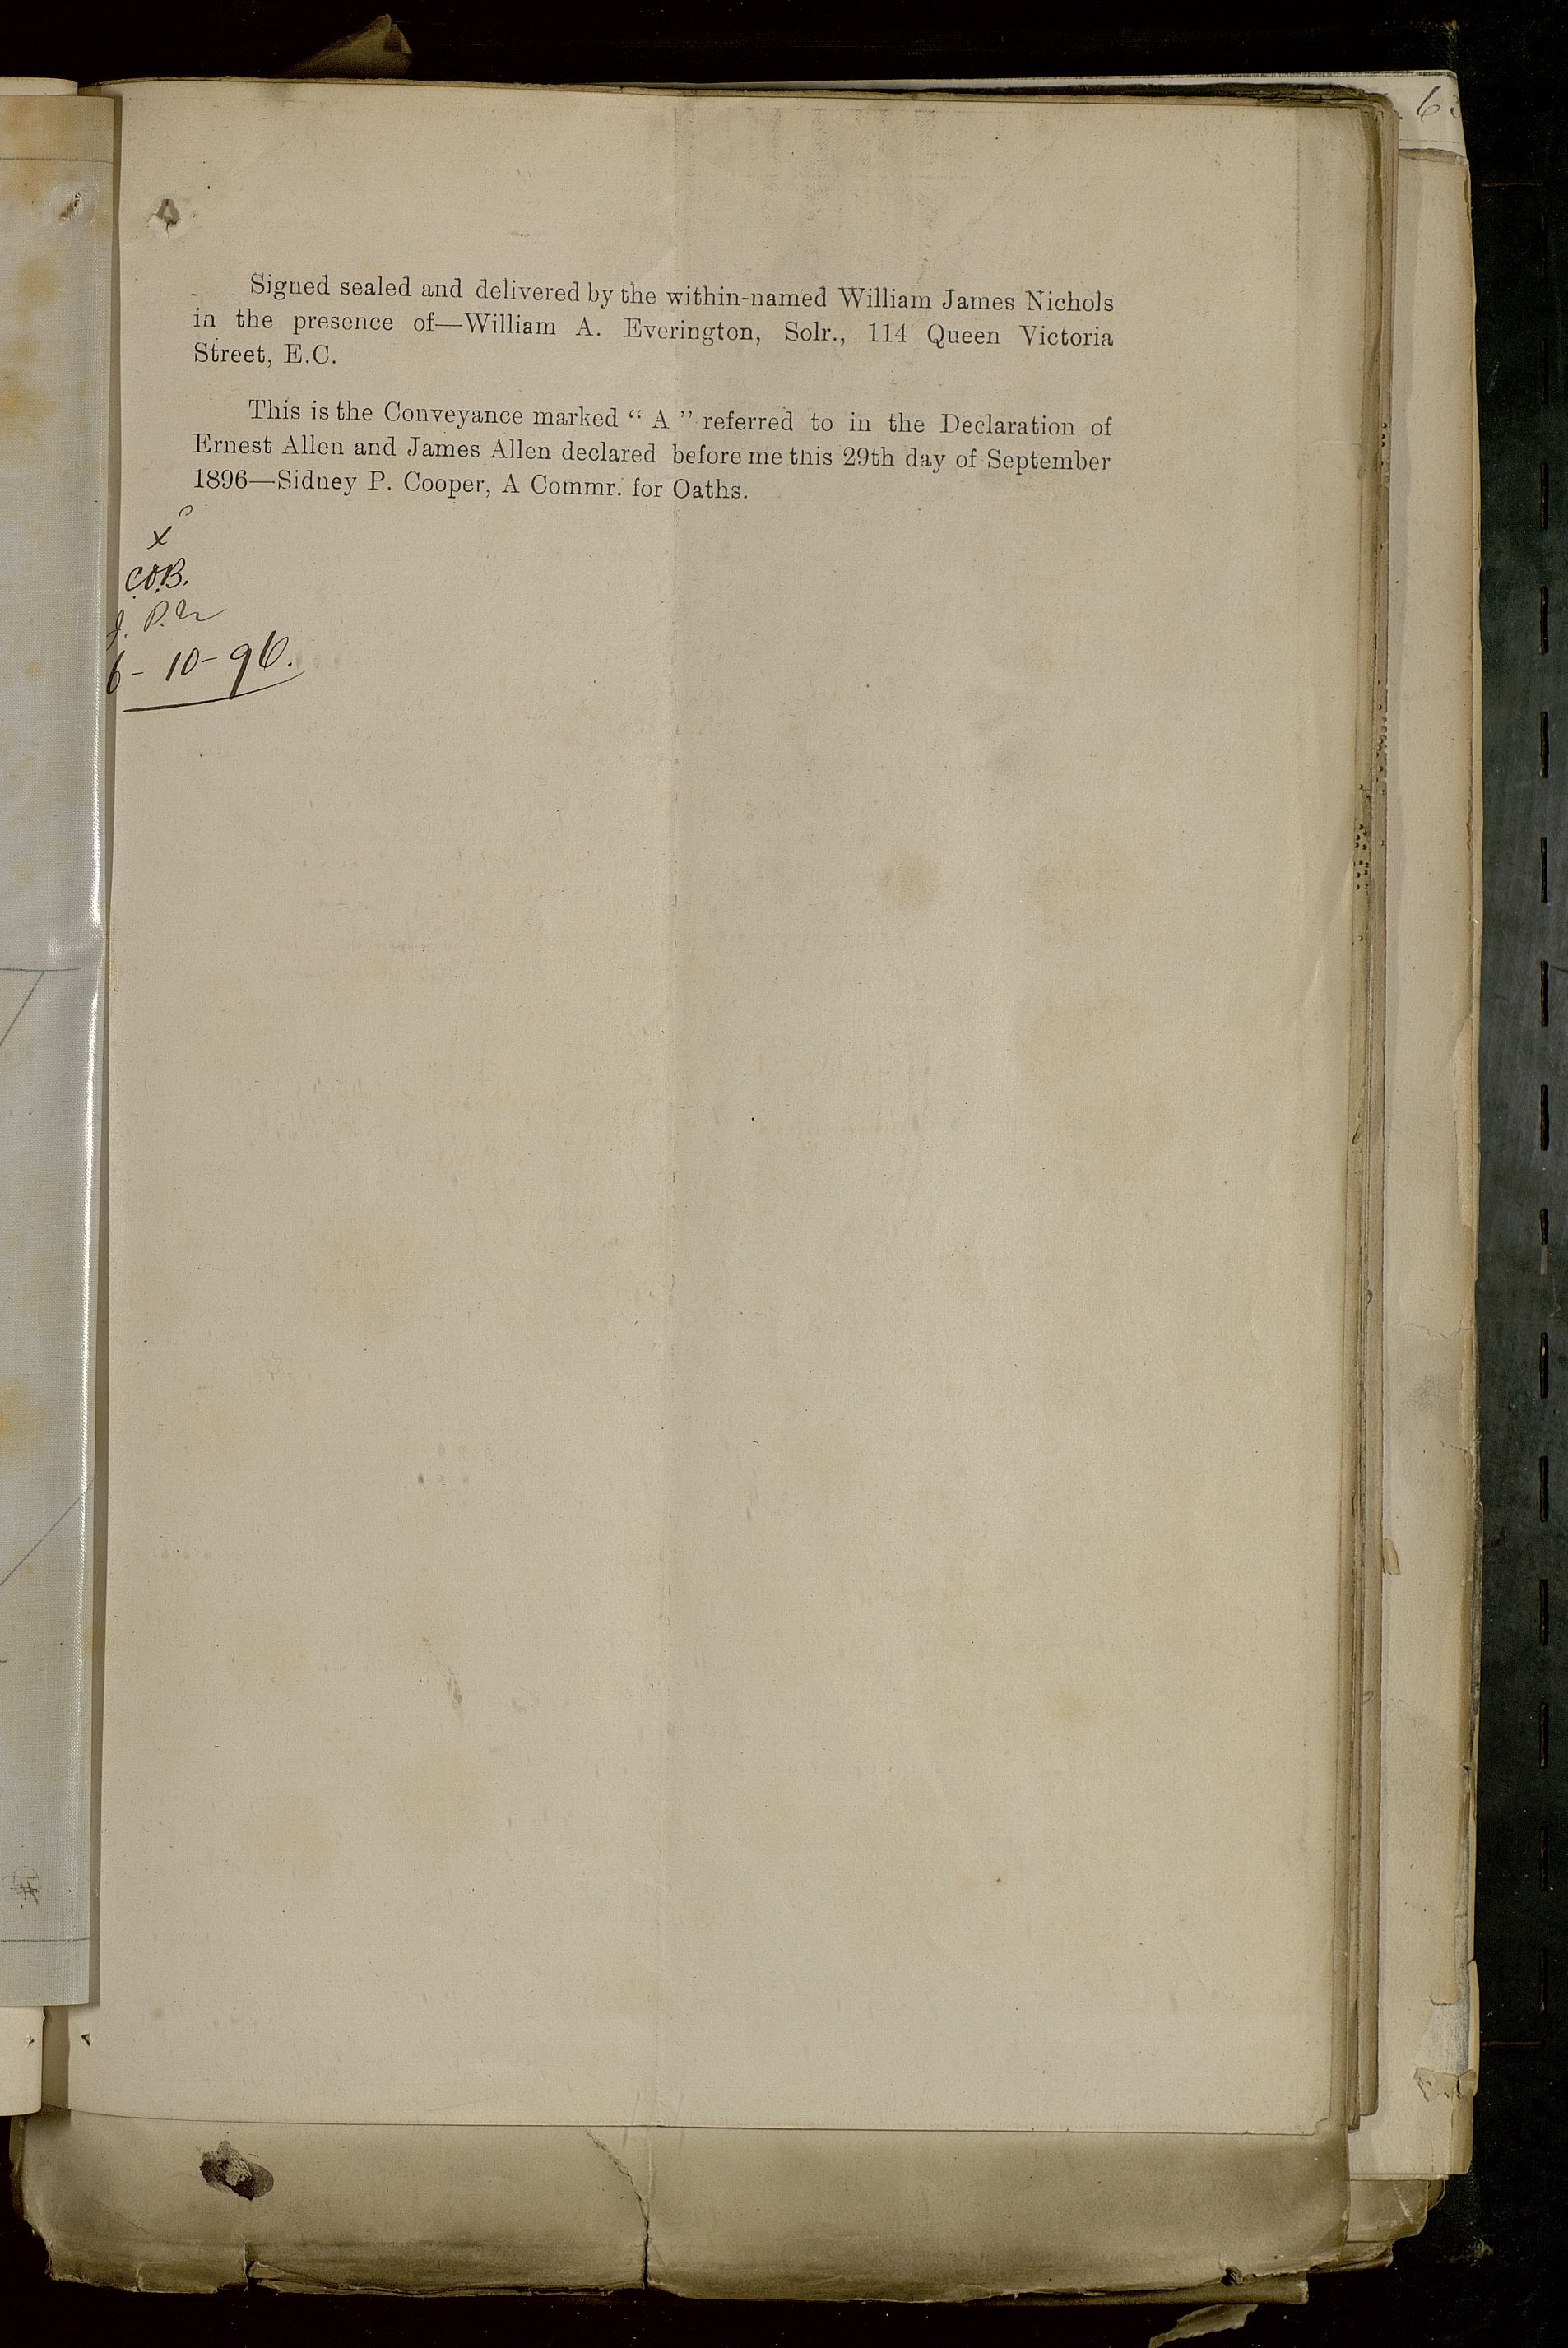 Signed sealed and delivered by the within-named William James Nichols
in the presence of—William A. Everington, Solr., 114 Queen Victoria
Street, E.C.
This is the Conveyance marked “ A ” referred to in the Declaration of
Ernest Allen and James Allen declared before me this 29th day of September
1896—Sidney P. Cooper, A Commr. for Oaths.
x
C.O.B.
6-10-96.